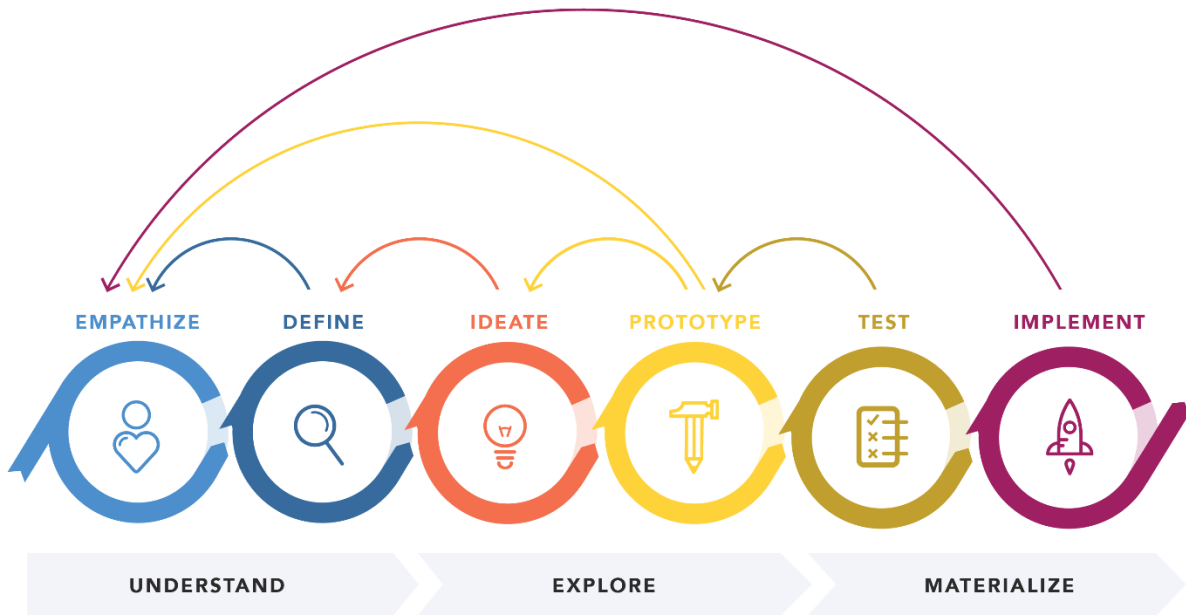 EMPATHIZE
DEFINE
IDEATE
PROTOTYPE
TEST
IMPLEMENT
UNDERSTAND
EXPLORE
MATERIALIZE